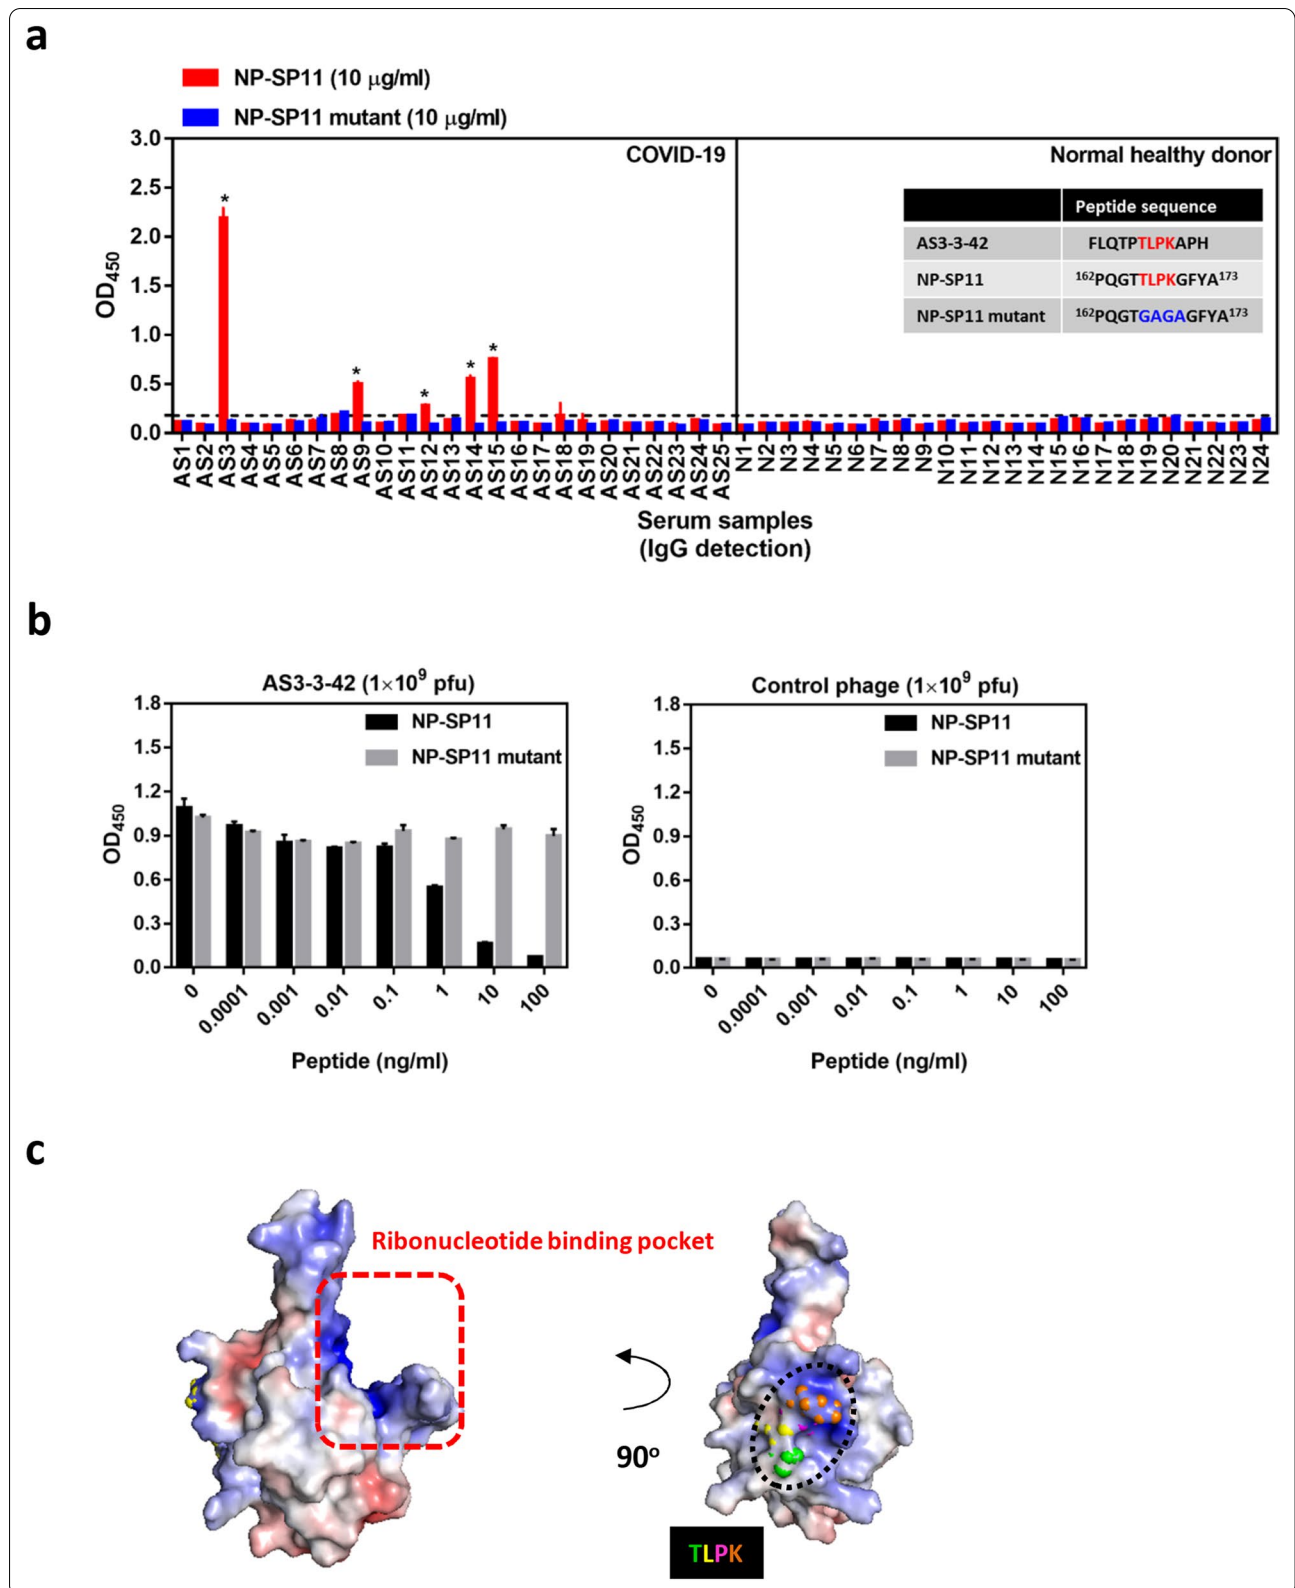 a
NP-SP11 (10 μg/ml)
NP-SP11 mutant (10 μg/ml)
OD450
3.0
2.5
2.0
1.5
1.0
0.5
0.0
COVID-19
Normal healthy donor
* * * * *
Peptide sequence
AS3-3-42 FLQTPTLPKAPH
NP-SP11 162PQGTTLPKGFYA173
NP-SP11 mutant 162PQGTGAGAGFYA173
AS1 AS2 AS3 AS4 AS5 AS6 AS7 AS8 AS9 AS10 AS11 AS12 AS13 AS14 AS15 AS16 AS17 AS18 AS19 AS20 AS21 AS22 AS23 AS24 AS25 N1 N2 N3 N4 N5 N6 N7 N8 N9 N10 N11 N12 N13 N14 N15 N16 N17 N18 N19 N20 N21 N22 N23 N24
Serum samples
(IgG detection)
b
AS3-3-42 (1×10⁹ pfu)
NP-SP11
NP-SP11 mutant
OD450
1.8
1.5
1.2
0.9
0.6
0.3
0.0
0 0.0001 0.001 0.01 0.1 1 10 100
Peptide (ng/ml)
Control phage (1×10⁹ pfu)
NP-SP11
NP-SP11 mutant
OD450
1.8
1.5
1.2
0.9
0.6
0.3
0.0
0 0.0001 0.001 0.01 0.1 1 10 100
Peptide (ng/ml)
c
Ribonucleotide binding pocket
90o
TLPK